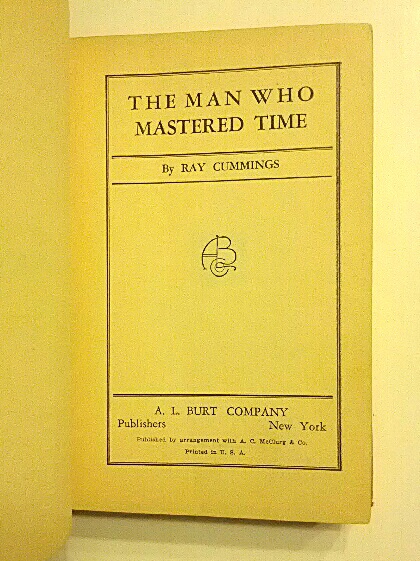 THE MAN WHO
MASTERED TIME
By RAY CUMMINGS
ABC
A. L. BURT COMPANY
Publishers New York
Published by arrangement with A. C. McClurg & Co.
Printed in U. S. A.